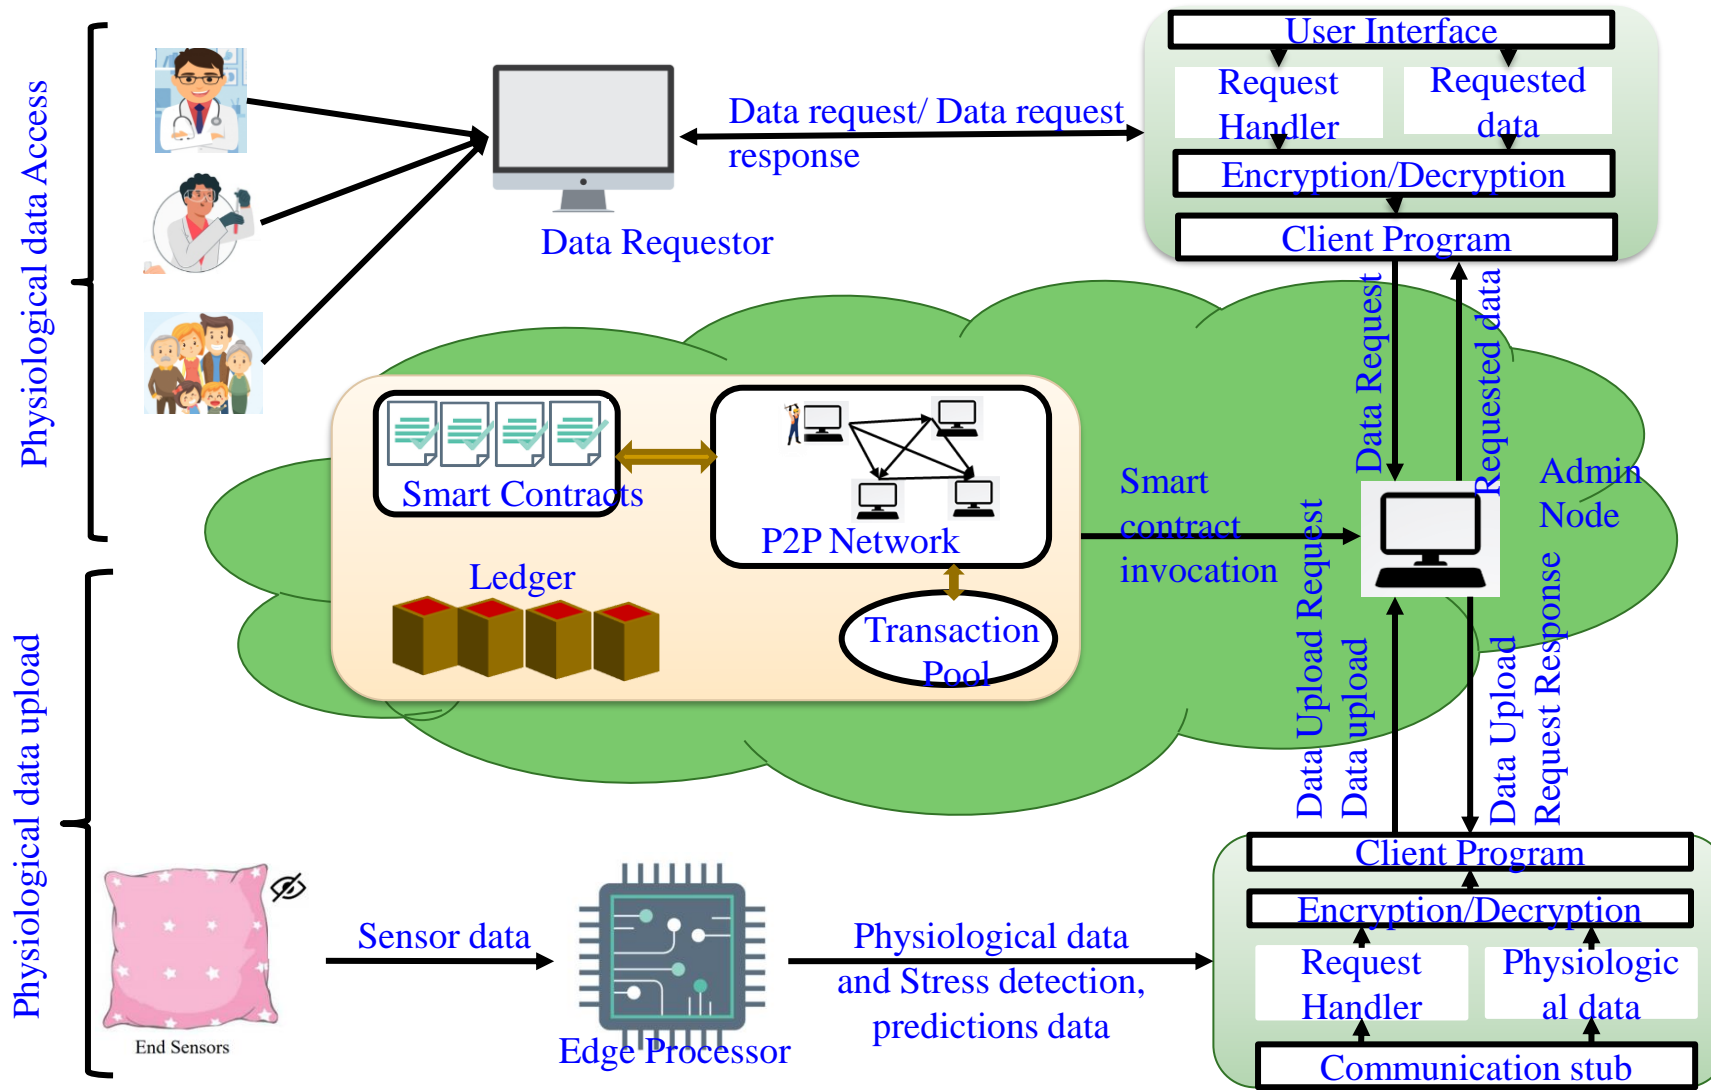 Physiological data Access
User Interface
Request
Handler
Requested
data
Encryption/Decryption
Client Program
Data request/ Data request
response
Data Requestor
Data Request
Requested data
Smart Contracts
P2P Network
Ledger
Transaction
Pool
Smart
contract
invocation
Admin
Node
Physiological data upload
Data Upload Request
Data upload
Data Upload
Request Response
End Sensors
Sensor data
Edge Processor
Physiological data
and Stress detection,
predictions data
Client Program
Encryption/Decryption
Request
Handler
Physiologic
al data
Communication stub